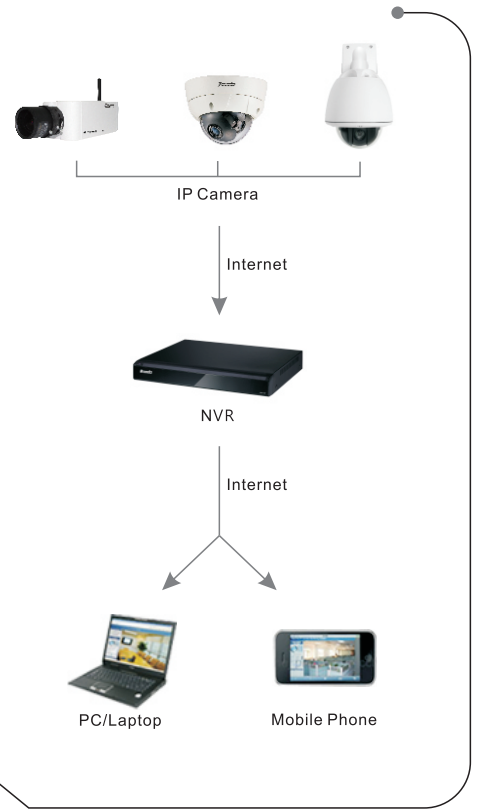 IP Camera
Internet
NVR
Internet
PC/Laptop
Mobile Phone